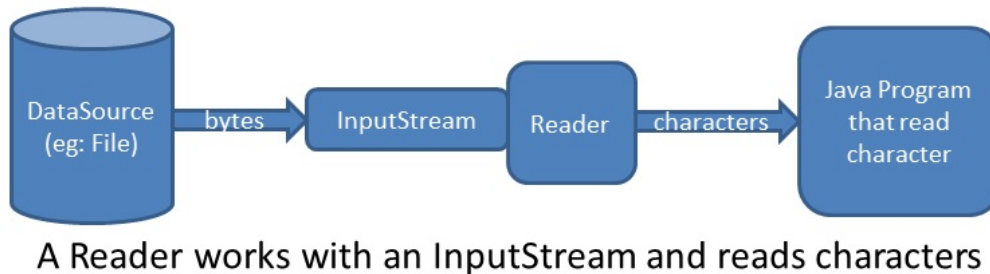 DataSource
(eg: File)
bytes
InputStream
Reader
characters
Java Program
that read
character
A Reader works with an InputStream and reads characters